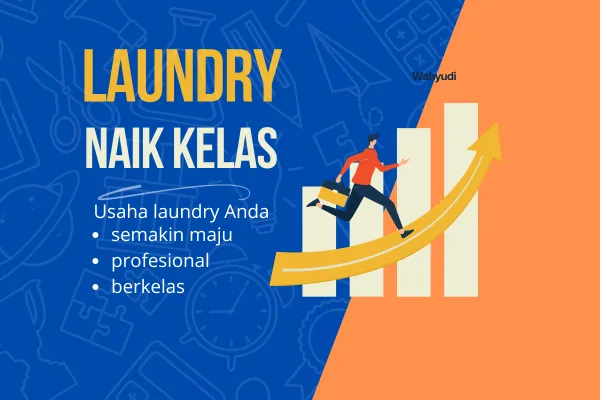 LAUNDRY
NAIK KELAS
Usaha laundry Anda
• semakin maju
• profesional
• berkelas
Wahyudi